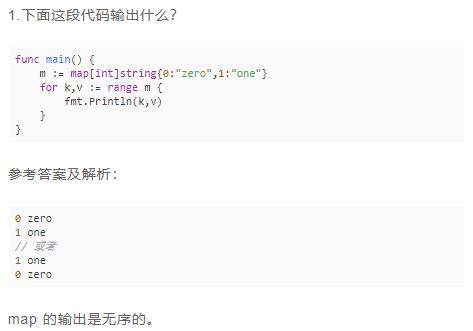 1.下面这段代码输出什么？
func main() {
    m := map[int]string{0:"zero",1:"one"}
    for k,v := range m {
        fmt.Println(k,v)
    }
}
参考答案及解析：
0 zero
1 one
// 或者
1 one
0 zero
map 的输出是无序的。